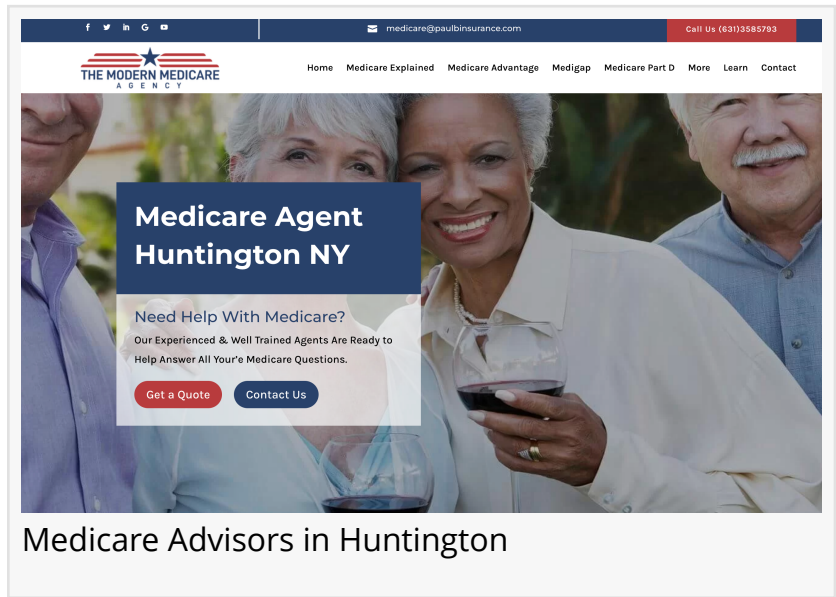 medicare@paulbinsurance.com
Call Us (631)3585793
THE MODERN MEDICARE
AGENCY
Home Medicare Explained Medicare Advantage Medigap Medicare Part D More Learn Contact
Medicare Agent
Huntington NY
Need Help With Medicare?
Our Experienced & Well Trained Agents Are Ready to
Help Answer All Your'e Medicare Questions.
Get a Quote Contact Us
Medicare Advisors in Huntington